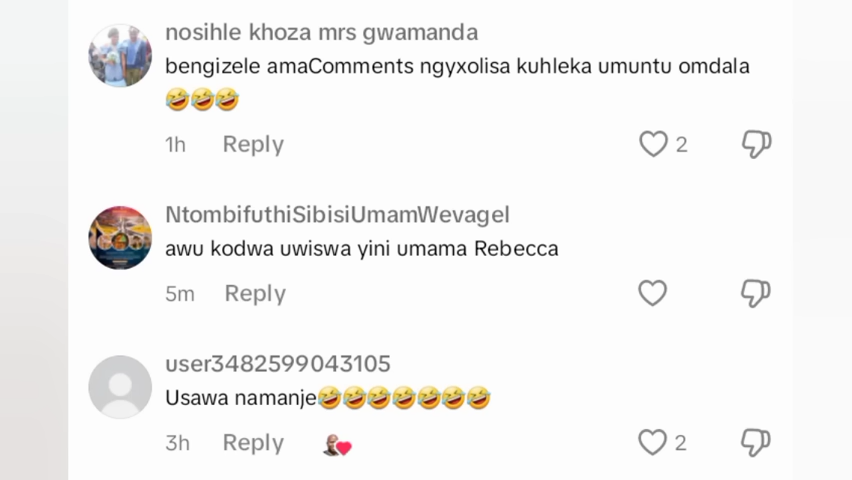 nosihle khoza mrs gwamanda
bengizele amaComments ngyxolisa kuhleka umuntu omdala
🤣🤣🤣
1h Reply 2
NtombifuthiSibisiUmamWevagel
awu kodwa uwiswa yini umama Rebecca
5m Reply
user3482599043105
Usawa namanje🤣🤣🤣🤣🤣🤣🤣
3h Reply 2